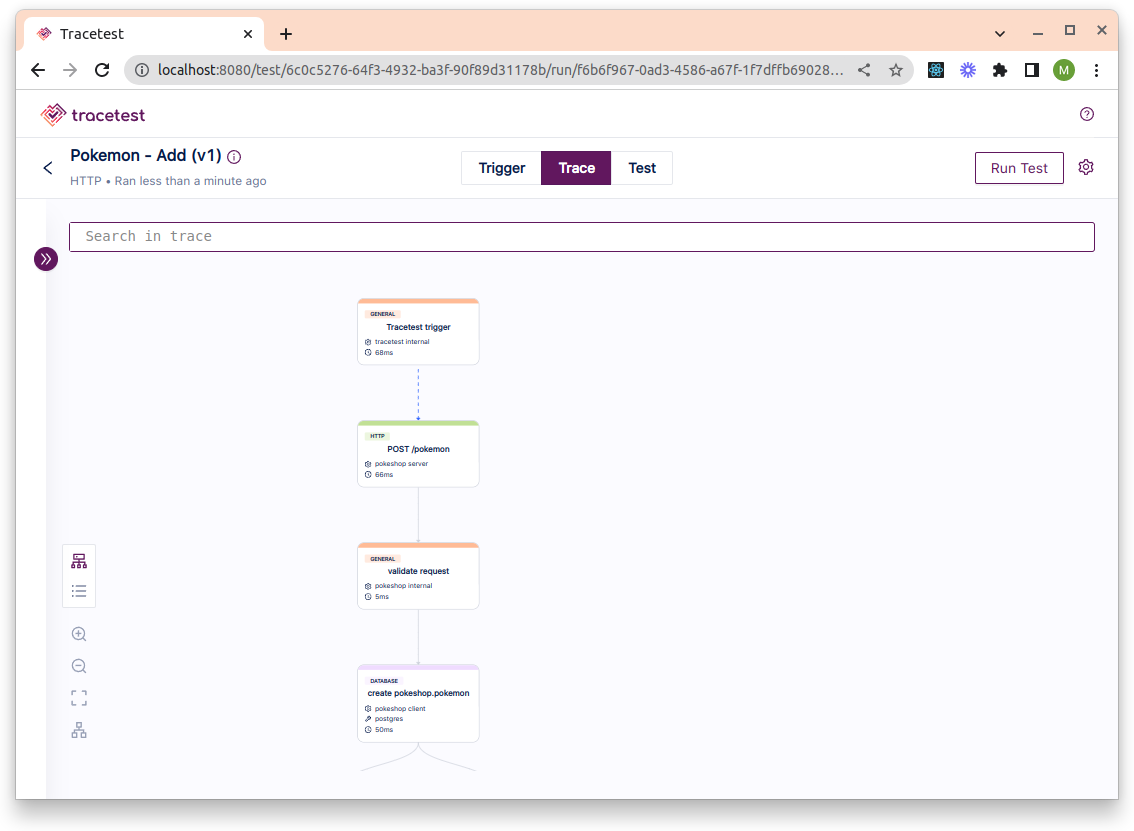 Tracetest
localhost:8080/test/6c0c5276-64f3-4932-ba3f-90f89d31178b/run/f6b6f967-0ad3-4586-a67f-1f7dffb69028...
M
tracetest
Pokemon - Add (v1)
HTTP • Ran less than a minute ago
Trigger
Trace
Test
Run Test
Search in trace
GENERAL
Tracetest trigger
tracetest internal
68ms
HTTP
POST /pokemon
pokeshop server
66ms
GENERAL
validate request
pokeshop internal
5ms
DATABASE
create pokeshop.pokemon
pokeshop client
postgres
50ms